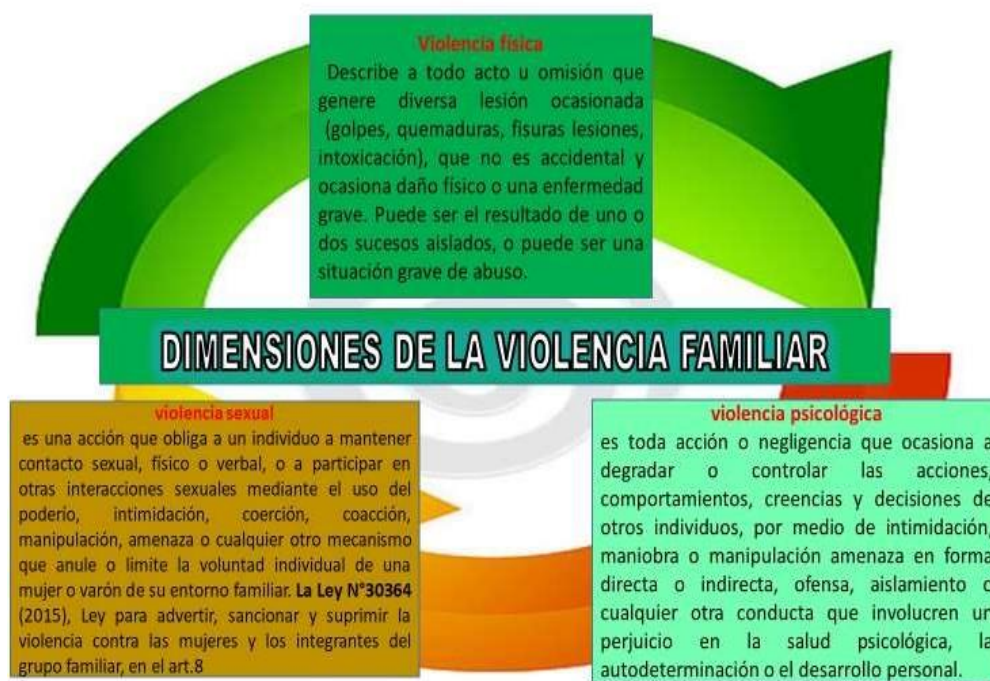 Violencia física
Describe a todo acto u omisión que
genere diversa lesión ocasionada
(golpes, quemaduras, fisuras lesiones,
intoxicación), que no es accidental y
ocasiona daño físico o una enfermedad
grave. Puede ser el resultado de uno o
dos sucesos aislados, o puede ser una
situación grave de abuso.
DIMENSIONES DE LA VIOLENCIA FAMILIAR
violencia sexual
es una acción que obliga a un individuo a mantener
contacto sexual, físico o verbal, o a participar en
otras interacciones sexuales mediante el uso del
poderío, intimidación, coerción, coacción,
manipulación, amenaza o cualquier otro mecanismo
que anule o limite la voluntad individual de una
mujer o varón de su entorno familiar. La Ley N°30364
(2015), Ley para advertir, sancionar y suprimir la
violencia contra las mujeres y los integrantes del
grupo familiar, en el art.8
violencia psicológica
es toda acción o negligencia que ocasiona a
degradar o controlar las acciones,
comportamientos, creencias y decisiones de
otros individuos, por medio de intimidación,
maniobra o manipulación amenaza en forma
directa o indirecta, ofensa, aislamiento o
cualquier otra conducta que involucren un
perjuicio en la salud psicológica, la
autodeterminación o el desarrollo personal.